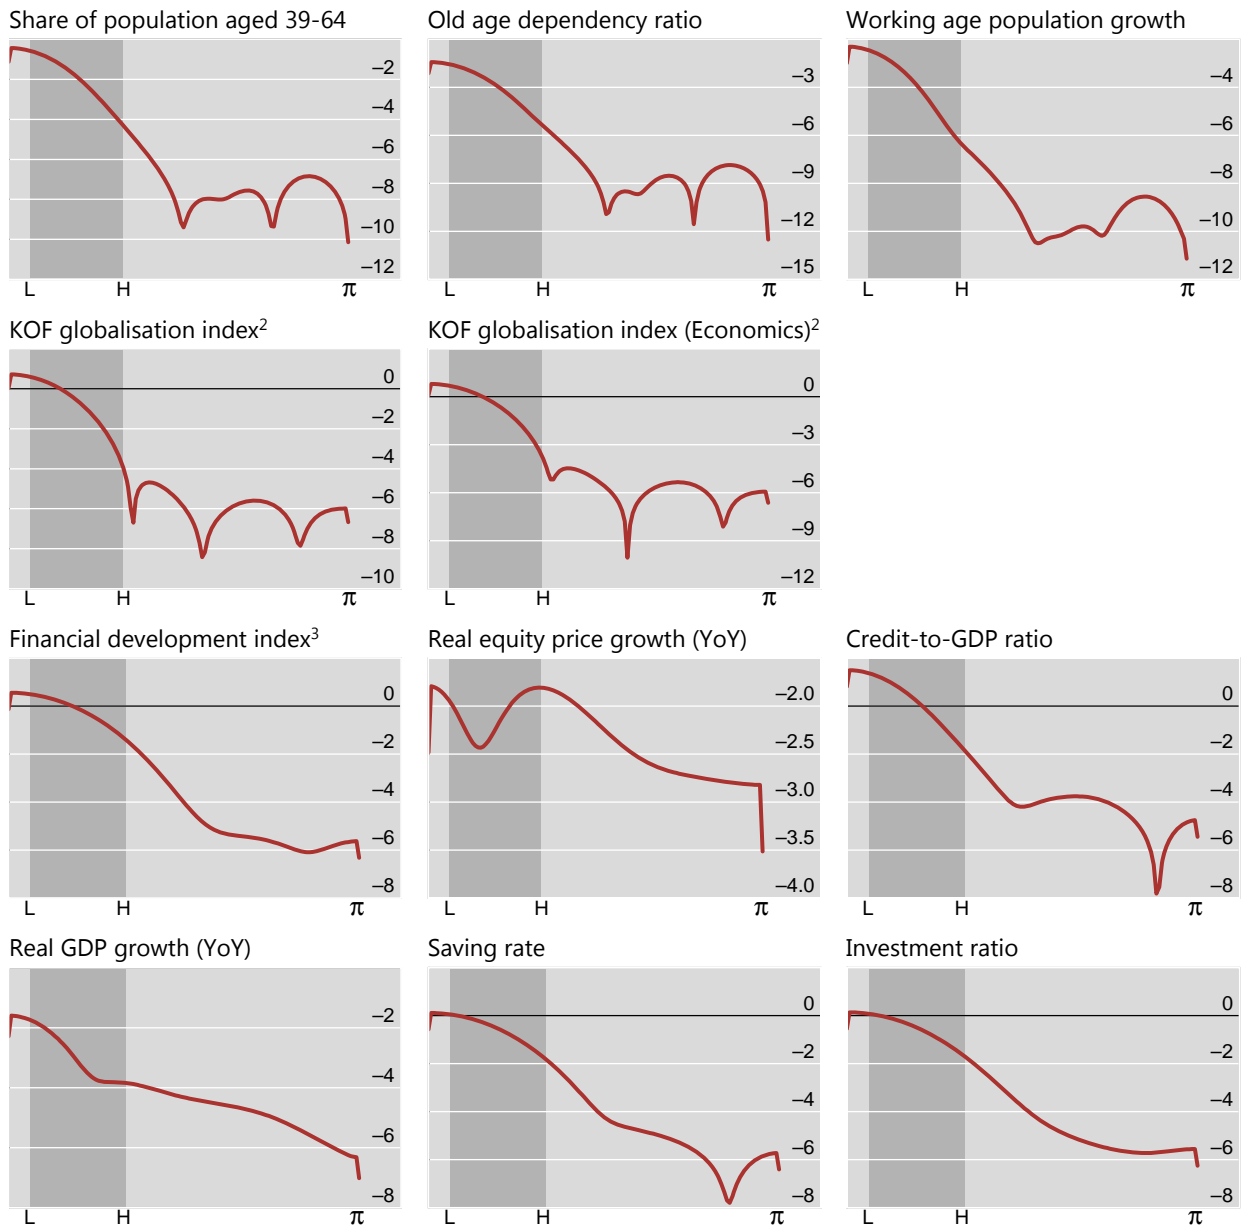 Share of population aged 39-64
–2
–4
–6
–8
–10
–12
L H π
Old age dependency ratio
–3
–6
–9
–12
–15
L H π
Working age population growth
–4
–6
–8
–10
–12
L H π
KOF globalisation index²
0
–2
–4
–6
–8
–10
L H π
KOF globalisation index (Economics)²
0
–3
–6
–9
–12
L H π
Financial development index³
0
–2
–4
–6
–8
L H π
Real equity price growth (YoY)
–2.0
–2.5
–3.0
–3.5
–4.0
L H π
Credit-to-GDP ratio
0
–2
–4
–6
–8
L H π
Real GDP growth (YoY)
–2
–4
–6
–8
L H π
Saving rate
0
–2
–4
–6
–8
L H π
Investment ratio
0
–2
–4
–6
–8
L H π